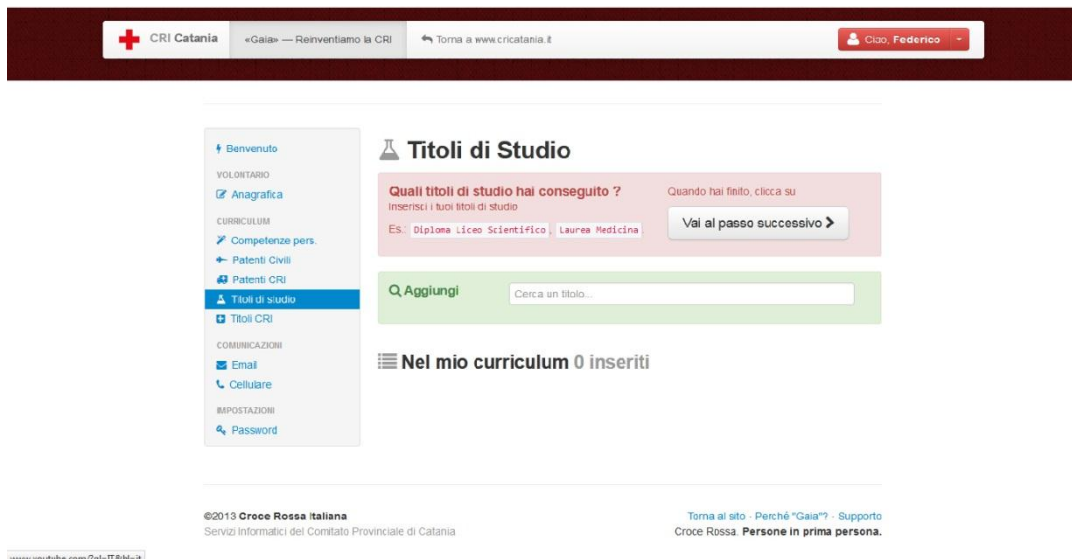 CRI Catania «Gaia» — Reinventiamo la CRI Torna a www.cricatania.it Ciao, Federico
Benvenuto
VOLONTARIO
Anagrafica
CURRICULUM
Competenze pers.
Patenti Civili
Patenti CRI
Titoli di studio
Titoli CRI
COMUNICAZIONI
Email
Cellulare
IMPOSTAZIONI
Password
Titoli di Studio
Quali titoli di studio hai conseguito ?
Inserisci i tuoi titoli di studio
Es.: Diploma Liceo Scientifico, Laurea Medicina.
Quando hai finito, clicca su
Vai al passo successivo
Aggiungi Cerca un titolo...
Nel mio curriculum 0 inseriti
©2013 Croce Rossa Italiana
Servizi Informatici del Comitato Provinciale di Catania
Torna al sito - Perché "Gaia"? - Supporto
Croce Rossa. Persone in prima persona.